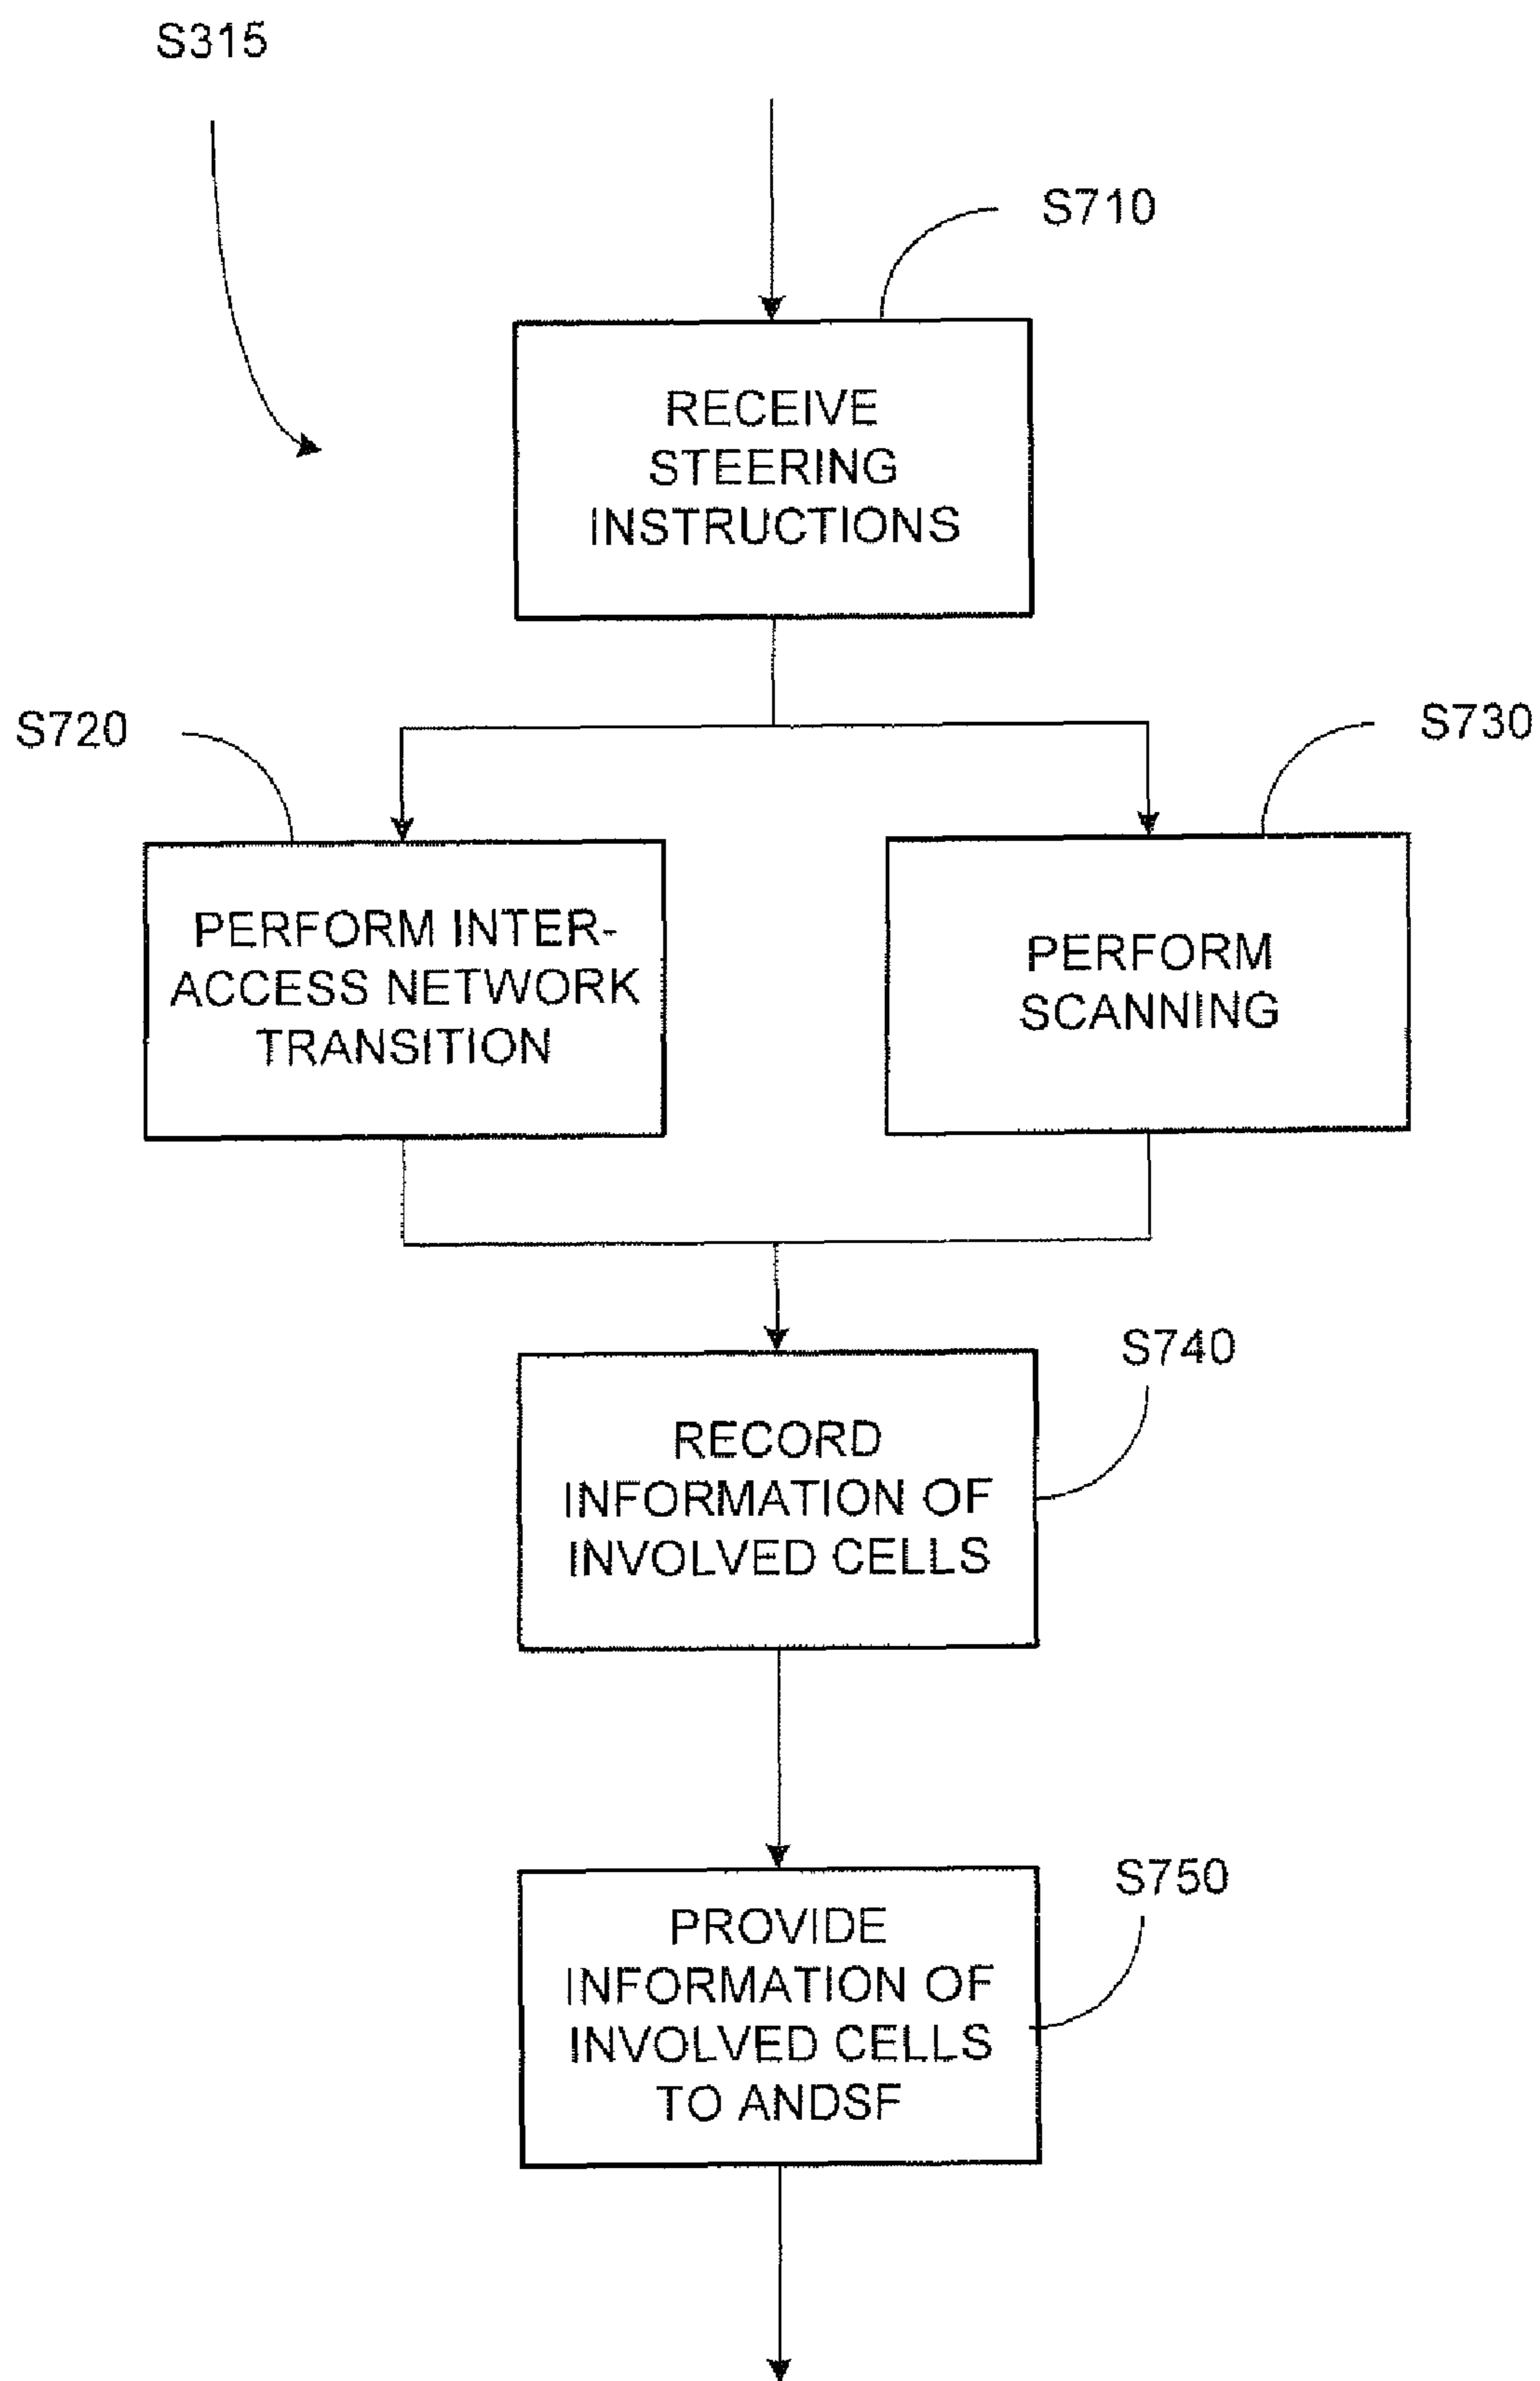 S315
S710
RECEIVE
STEERING
INSTRUCTIONS
S720
S730
PERFORM INTER-
ACCESS NETWORK
TRANSITION
PERFORM
SCANNING
S740
RECORD
INFORMATION OF
INVOLVED CELLS
S750
PROVIDE
INFORMATION OF
INVOLVED CELLS
TO ANDSF